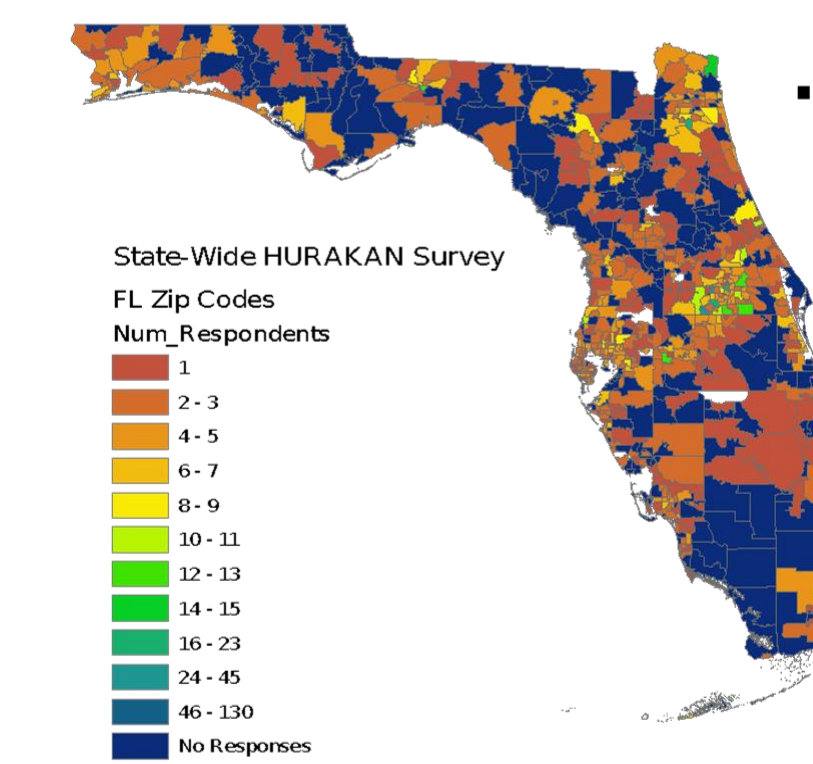 State-Wide HURAKAN Survey
FL Zip Codes
Num_Respondents
1
2 - 3
4 - 5
6 - 7
8 - 9
10 - 11
12 - 13
14 - 15
16 - 23
24 - 45
46 - 130
No Responses